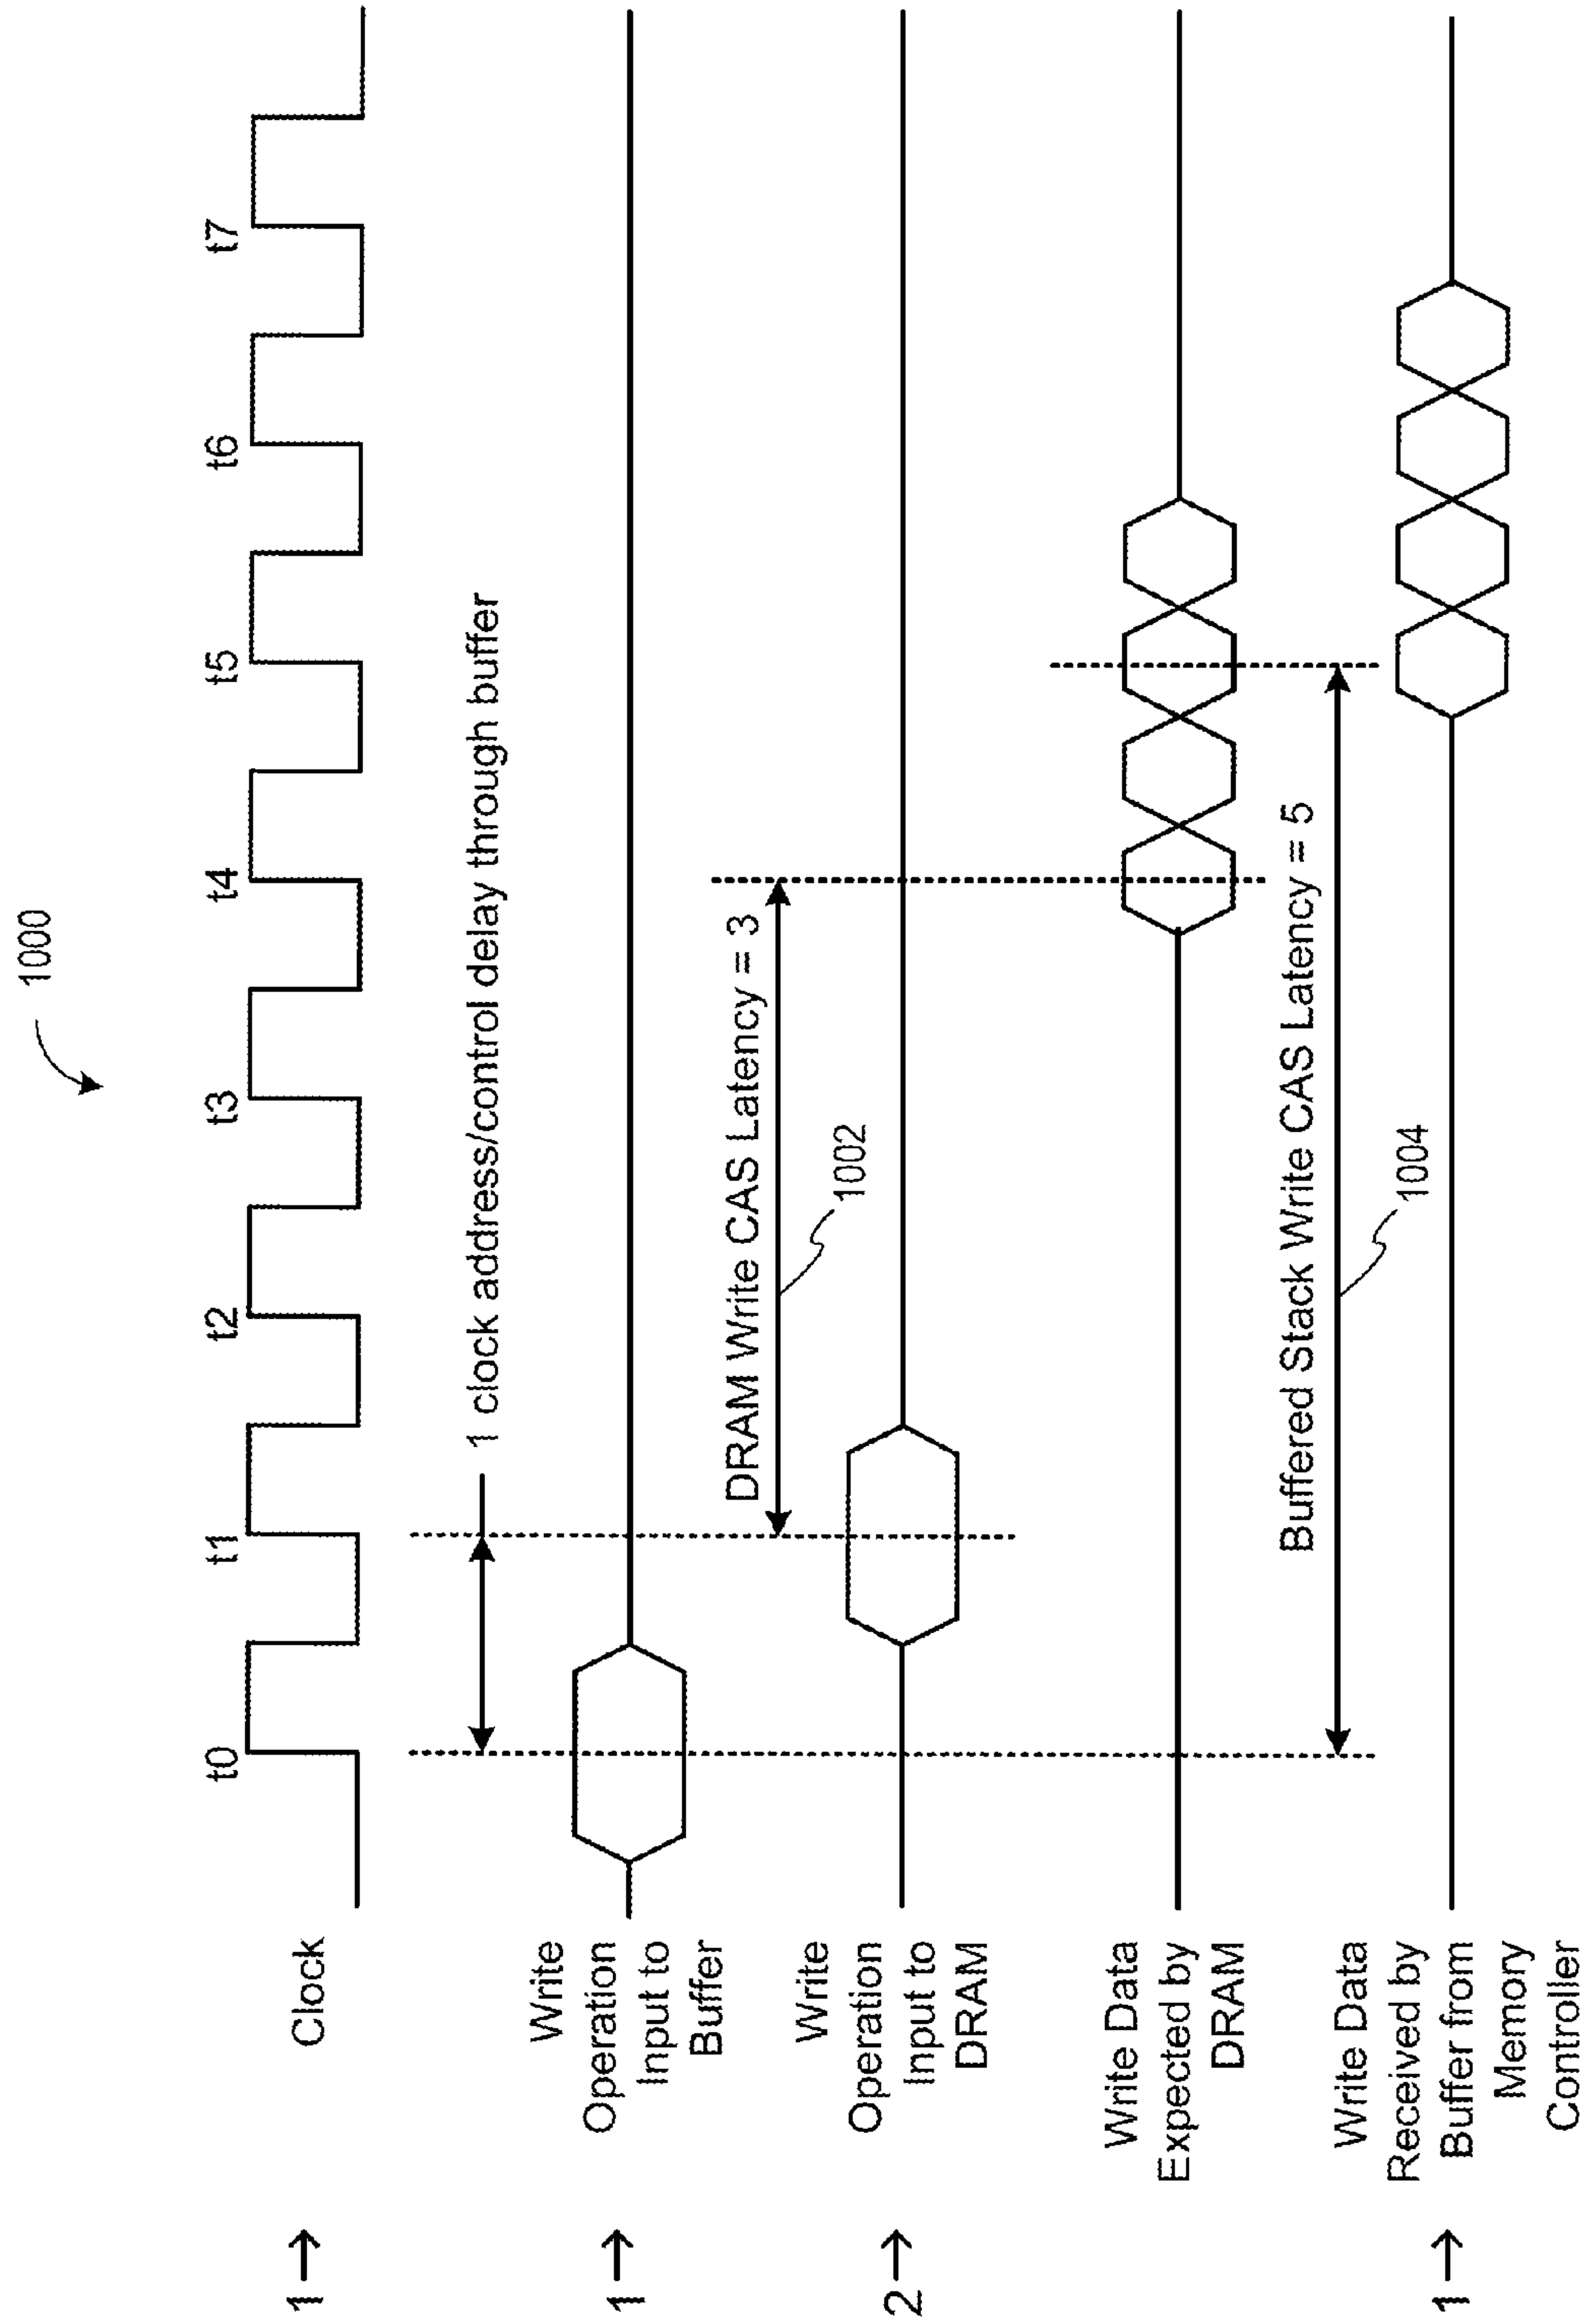 1000
t0 t1 t2 t3 t4 t5 t6 t7
1→ Clock
1 clock address/control delay through buffer
Write
Operation
1→ Input to
Buffer
DRAM Write CAS Latency = 3
1002
Write
Operation
2→ Input to
DRAM
Write Data
Expected by
DRAM
Buffered Stack Write CAS Latency = 5
1004
Write Data
Received by
1→ Buffer from
Memory
Controller